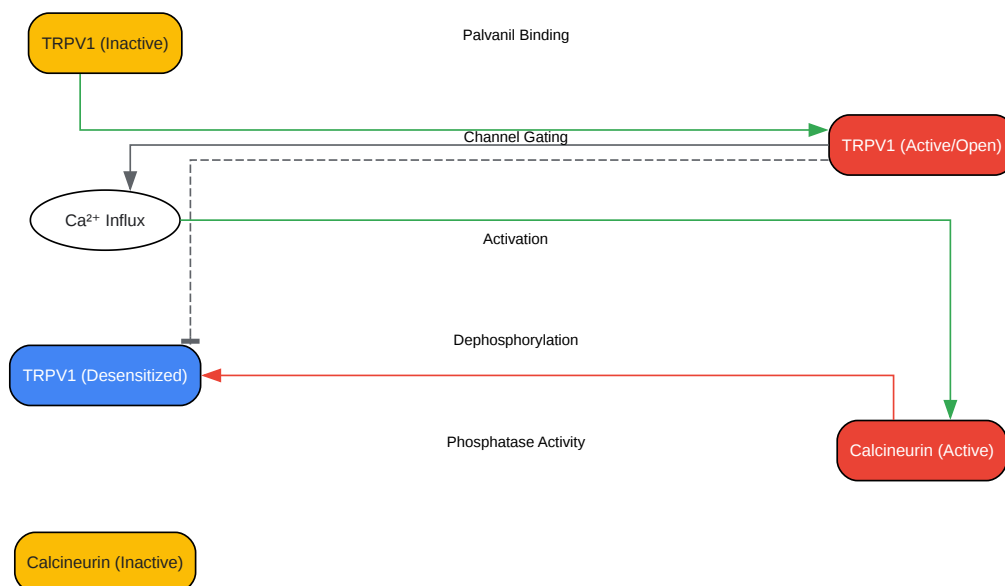 TRPV1 (Inactive)
Palvanil Binding
Channel Gating
TRPV1 (Active/Open)
Ca²⁺ Influx
Activation
Dephosphorylation
TRPV1 (Desensitized)
Phosphatase Activity
Calcineurin (Active)
Calcineurin (Inactive)